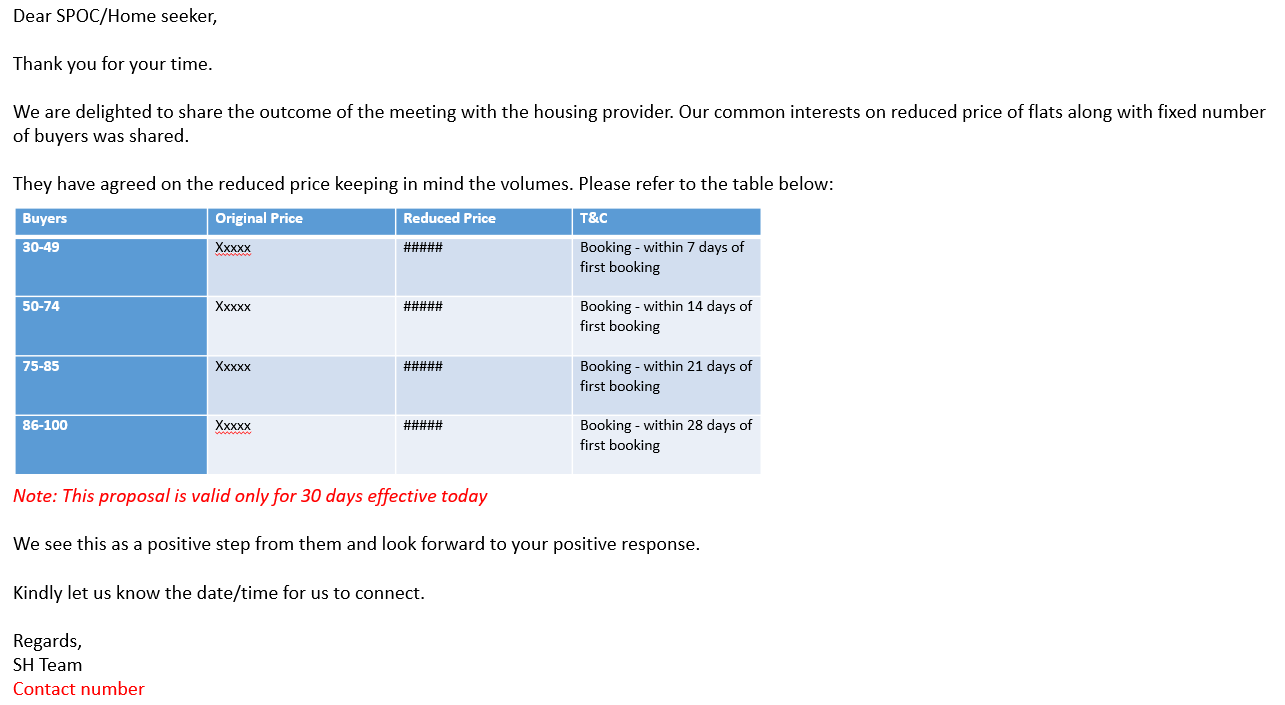 Dear SPOC/Home seeker,
Thank you for your time.
We are delighted to share the outcome of the meeting with the housing provider. Our common interests on reduced price of flats along with fixed number
of buyers was shared.
They have agreed on the reduced price keeping in mind the volumes. Please refer to the table below:
Buyers Original Price Reduced Price T&C
30-49 Xxxxx ##### Booking - within 7 days of
first booking
50-74 Xxxxx ##### Booking - within 14 days of
first booking
75-85 Xxxxx ##### Booking - within 21 days of
first booking
86-100 Xxxxx ##### Booking - within 28 days of
first booking
Note: This proposal is valid only for 30 days effective today
We see this as a positive step from them and look forward to your positive response.
Kindly let us know the date/time for us to connect.
Regards,
SH Team
Contact number